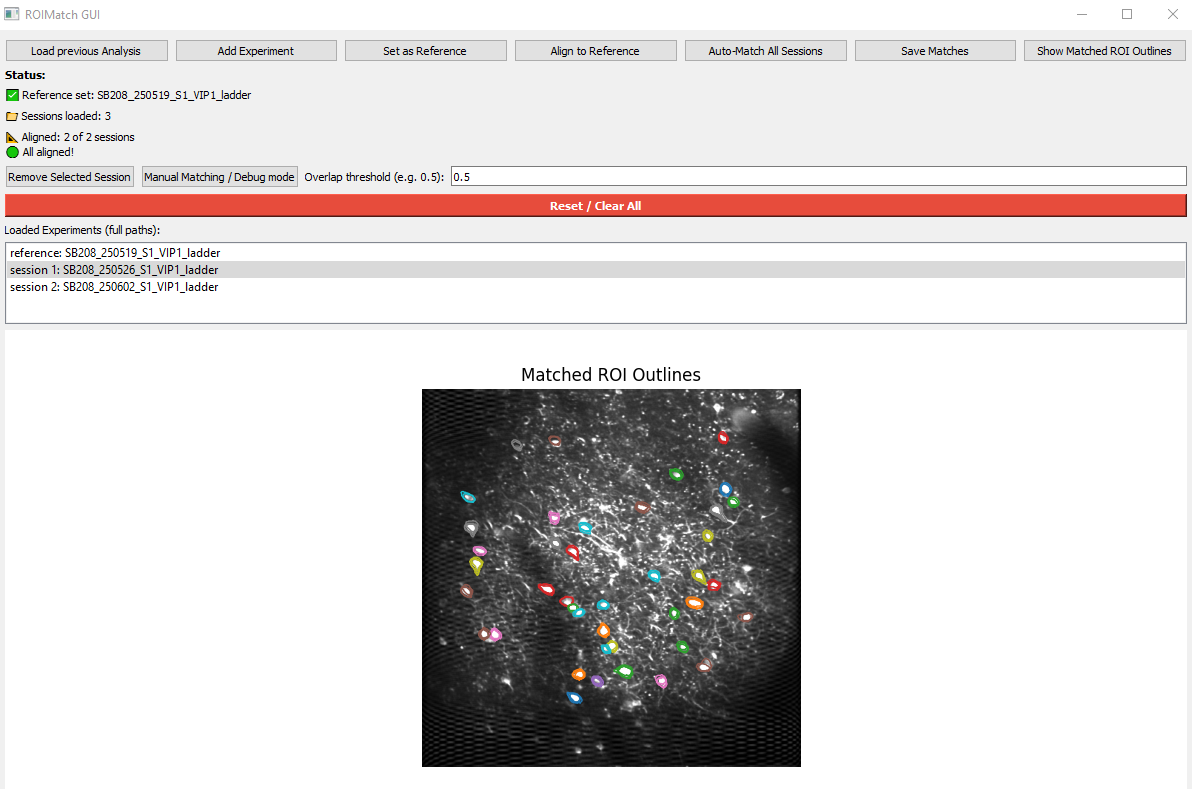 ROIMatch GUI
Load previous Analysis Add Experiment Set as Reference Align to Reference Auto-Match All Sessions Save Matches Show Matched ROI Outlines
Status:
Reference set: SB208_250519_S1_VIP1_ladder
Sessions loaded: 3
Aligned: 2 of 2 sessions
All aligned!
Remove Selected Session Manual Matching / Debug mode Overlap threshold (e.g. 0.5): 0.5
Reset / Clear All
Loaded Experiments (full paths):
reference: SB208_250519_S1_VIP1_ladder
session 1: SB208_250526_S1_VIP1_ladder
session 2: SB208_250602_S1_VIP1_ladder
Matched ROI Outlines